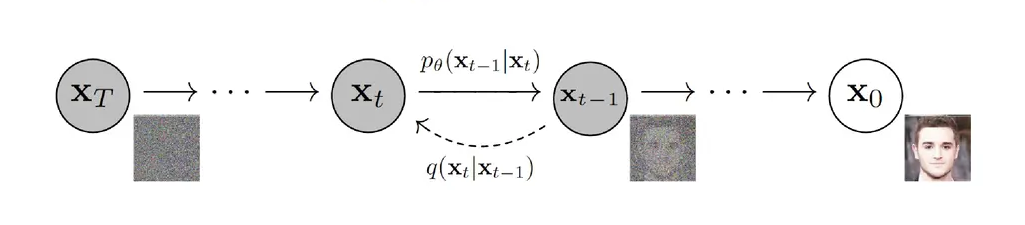 p_θ(x_{t−1}|x_t)
x_T ⋯ x_t x_{t−1} ⋯ x_0
q(x_t|x_{t−1})